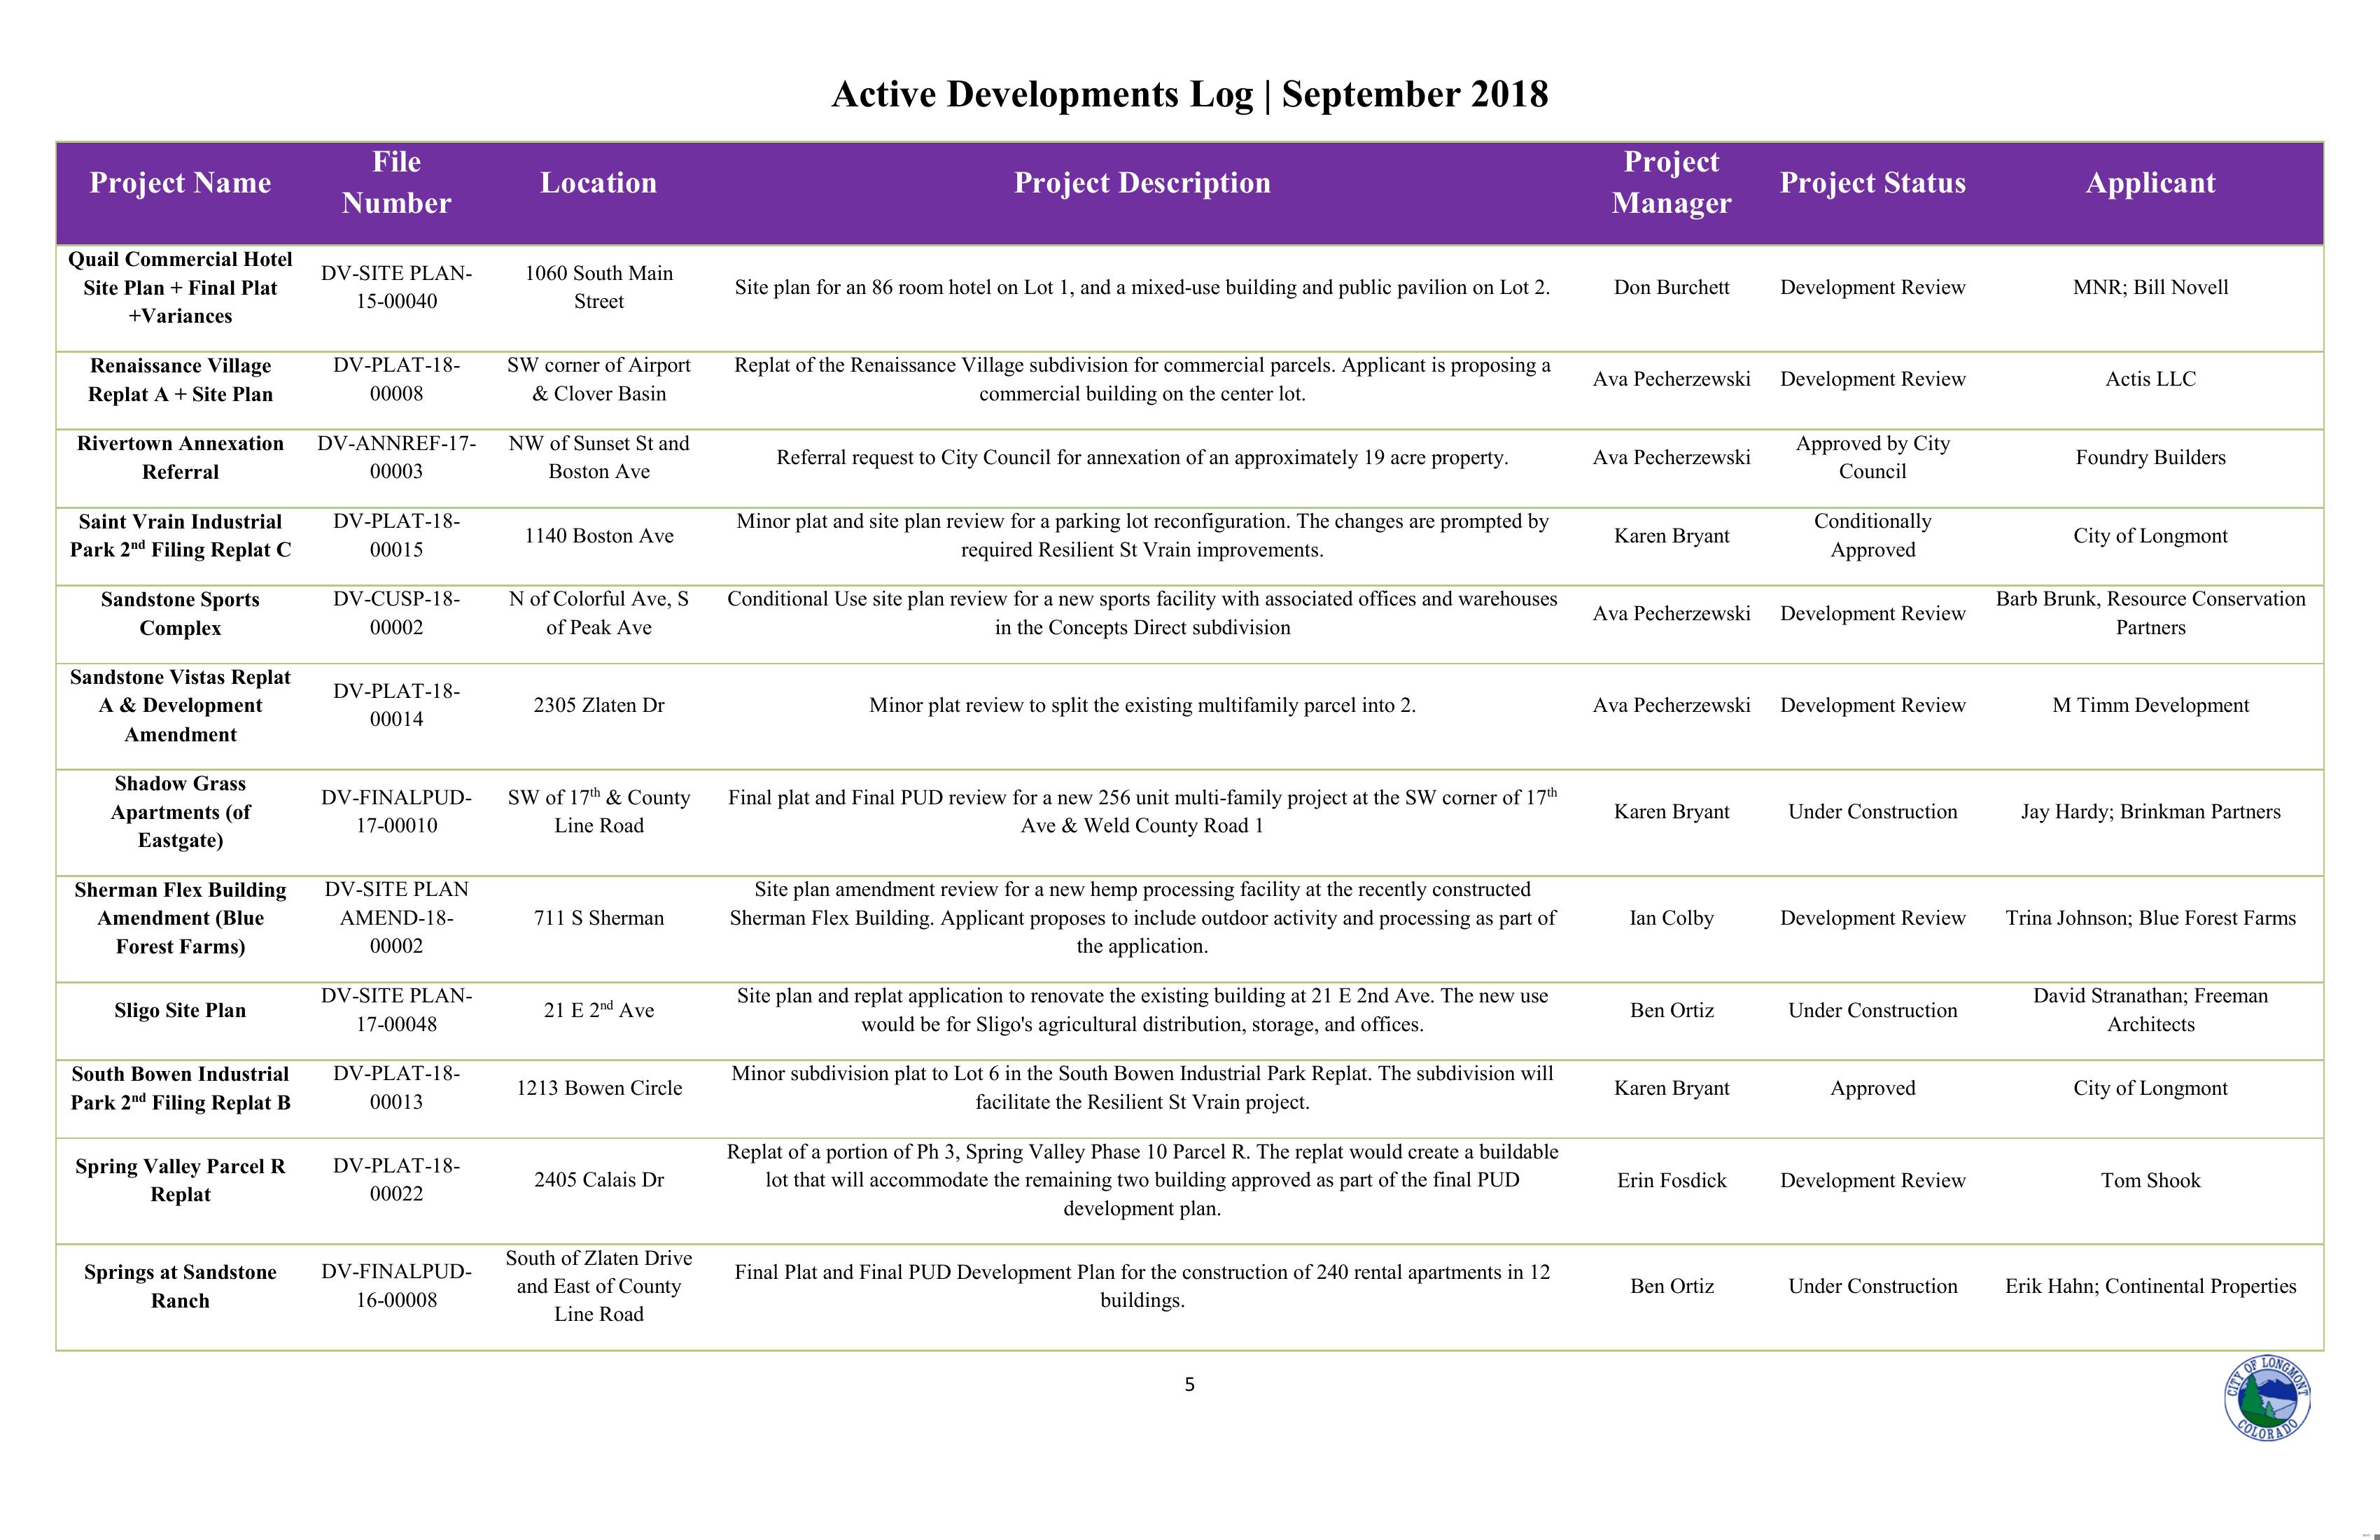 Active Developments Log | September 2018
Project Name
File
Number
Location
Project Description
Project
Manager
Project Status
Applicant
Quail Commercial Hotel
Site Plan + Final Plat
+Variances
DV-SITE PLAN-
15-00040
1060 South Main
Street
Site plan for an 86 room hotel on Lot 1, and a mixed-use building and public pavilion on Lot 2.
Don Burchett
Development Review
MNR; Bill Novell
Renaissance Village
Replat A + Site Plan
DV-PLAT-18-
00008
SW corner of Airport
& Clover Basin
Replat of the Renaissance Village subdivision for commercial parcels. Applicant is proposing a
commercial building on the center lot.
Ava Pecherzewski
Development Review
Actis LLC
Rivertown Annexation
Referral
DV-ANNREF-17-
00003
NW of Sunset St and
Boston Ave
Referral request to City Council for annexation of an approximately 19 acre property.
Ava Pecherzewski
Approved by City
Council
Foundry Builders
Saint Vrain Industrial
Park 2nd Filing Replat C
DV-PLAT-18-
00015
1140 Boston Ave
Minor plat and site plan review for a parking lot reconfiguration. The changes are prompted by
required Resilient St Vrain improvements.
Karen Bryant
Conditionally
Approved
City of Longmont
Sandstone Sports
Complex
DV-CUSP-18-
00002
N of Colorful Ave, S
of Peak Ave
Conditional Use site plan review for a new sports facility with associated offices and warehouses
in the Concepts Direct subdivision
Ava Pecherzewski
Development Review
Barb Brunk, Resource Conservation
Partners
Sandstone Vistas Replat
A & Development
Amendment
DV-PLAT-18-
00014
2305 Zlaten Dr
Minor plat review to split the existing multifamily parcel into 2.
Ava Pecherzewski
Development Review
M Timm Development
Shadow Grass
Apartments (of
Eastgate)
DV-FINALPUD-
17-00010
SW of 17th & County
Line Road
Final plat and Final PUD review for a new 256 unit multi-family project at the SW corner of 17th
Ave & Weld County Road 1
Karen Bryant
Under Construction
Jay Hardy; Brinkman Partners
Sherman Flex Building
Amendment (Blue
Forest Farms)
DV-SITE PLAN
AMEND-18-
00002
711 S Sherman
Site plan amendment review for a new hemp processing facility at the recently constructed
Sherman Flex Building. Applicant proposes to include outdoor activity and processing as part of
the application.
Ian Colby
Development Review
Trina Johnson; Blue Forest Farms
Sligo Site Plan
DV-SITE PLAN-
17-00048
21 E 2nd Ave
Site plan and replat application to renovate the existing building at 21 E 2nd Ave. The new use
would be for Sligo's agricultural distribution, storage, and offices.
Ben Ortiz
Under Construction
David Stranathan; Freeman
Architects
South Bowen Industrial
Park 2nd Filing Replat B
DV-PLAT-18-
00013
1213 Bowen Circle
Minor subdivision plat to Lot 6 in the South Bowen Industrial Park Replat. The subdivision will
facilitate the Resilient St Vrain project.
Karen Bryant
Approved
City of Longmont
Spring Valley Parcel R
Replat
DV-PLAT-18-
00022
2405 Calais Dr
Replat of a portion of Ph 3, Spring Valley Phase 10 Parcel R. The replat would create a buildable
lot that will accommodate the remaining two building approved as part of the final PUD
development plan.
Erin Fosdick
Development Review
Tom Shook
Springs at Sandstone
Ranch
DV-FINALPUD-
16-00008
South of Zlaten Drive
and East of County
Line Road
Final Plat and Final PUD Development Plan for the construction of 240 rental apartments in 12
buildings.
Ben Ortiz
Under Construction
Erik Hahn; Continental Properties
5
CITY OF LONGMONT
COLORADO